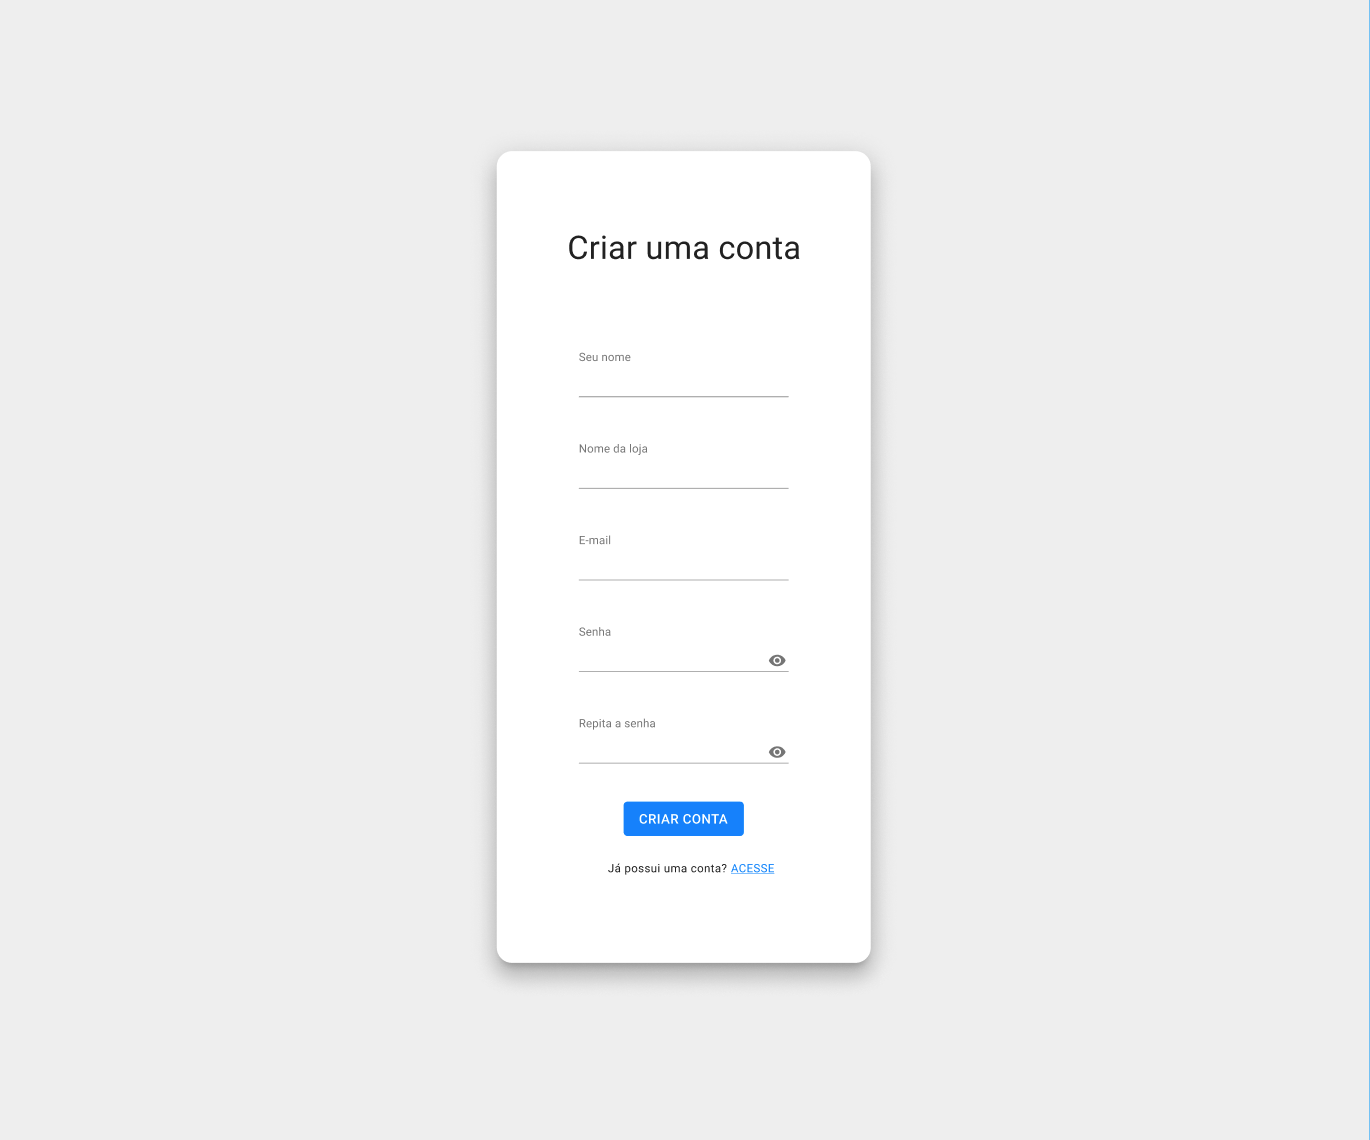 Criar uma conta
Seu nome
Nome da loja
E-mail
Senha
Repita a senha
CRIAR CONTA
Já possui uma conta? ACESSE